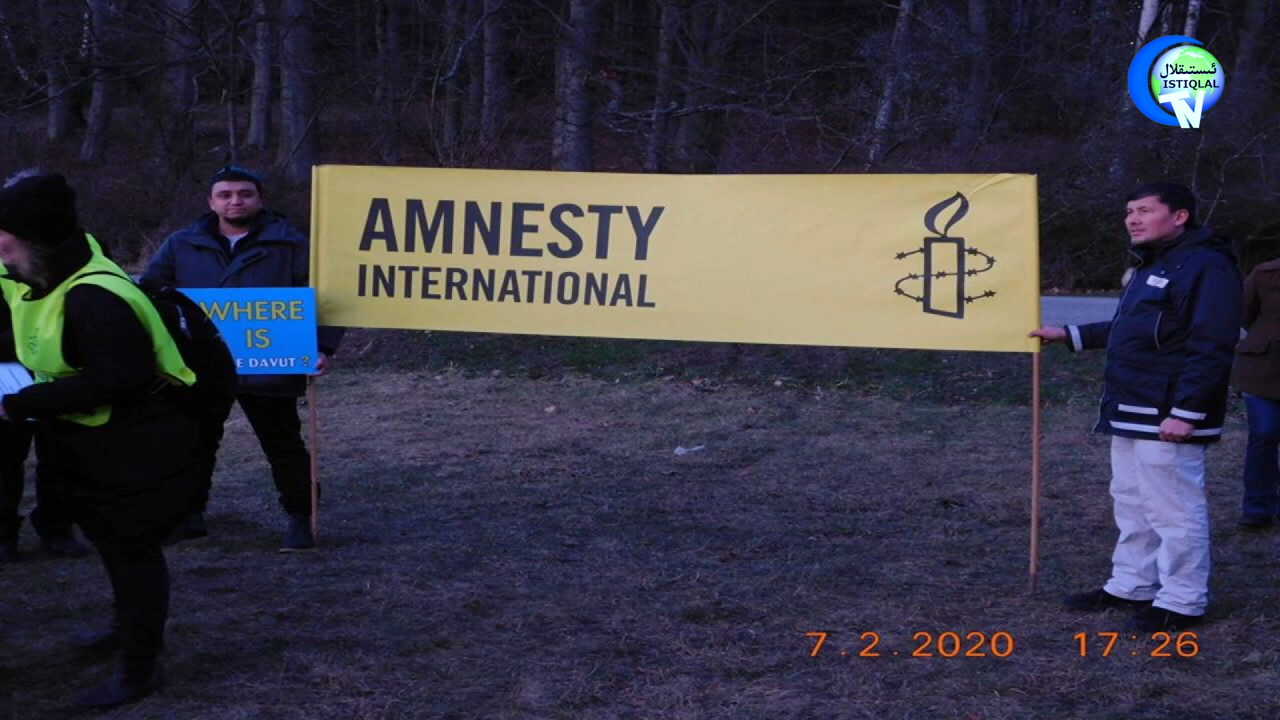 ئىستىقلال
ISTIQLAL
TV
AMNESTY
INTERNATIONAL
WHERE
IS
DAVUT ?
7.2.2020 17:26